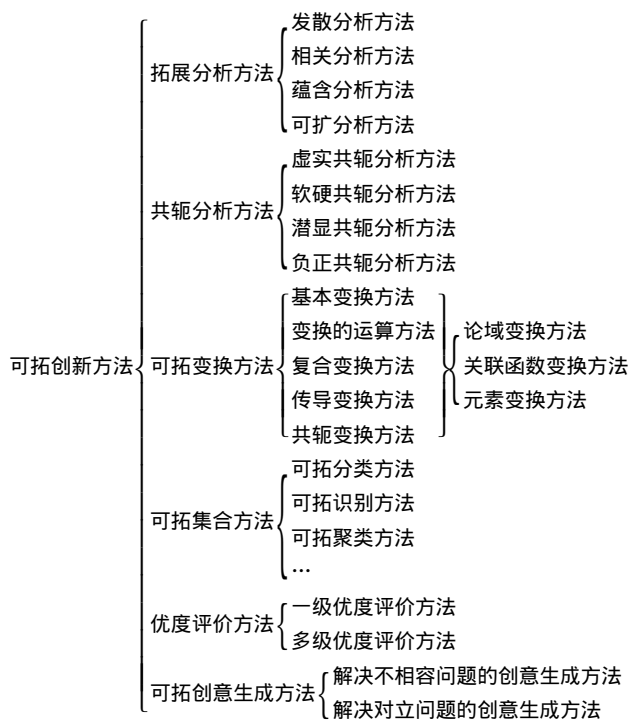 可拓创新方法
拓展分析方法
发散分析方法
相关分析方法
蕴含分析方法
可扩分析方法
共轭分析方法
虚实共轭分析方法
软硬共轭分析方法
潜显共轭分析方法
负正共轭分析方法
可拓变换方法
基本变换方法
变换的运算方法
复合变换方法
传导变换方法
共轭变换方法
论域变换方法
关联函数变换方法
元素变换方法
可拓集合方法
可拓分类方法
可拓识别方法
可拓聚类方法
…
优度评价方法
一级优度评价方法
多级优度评价方法
可拓创意生成方法
解决不相容问题的创意生成方法
解决对立问题的创意生成方法